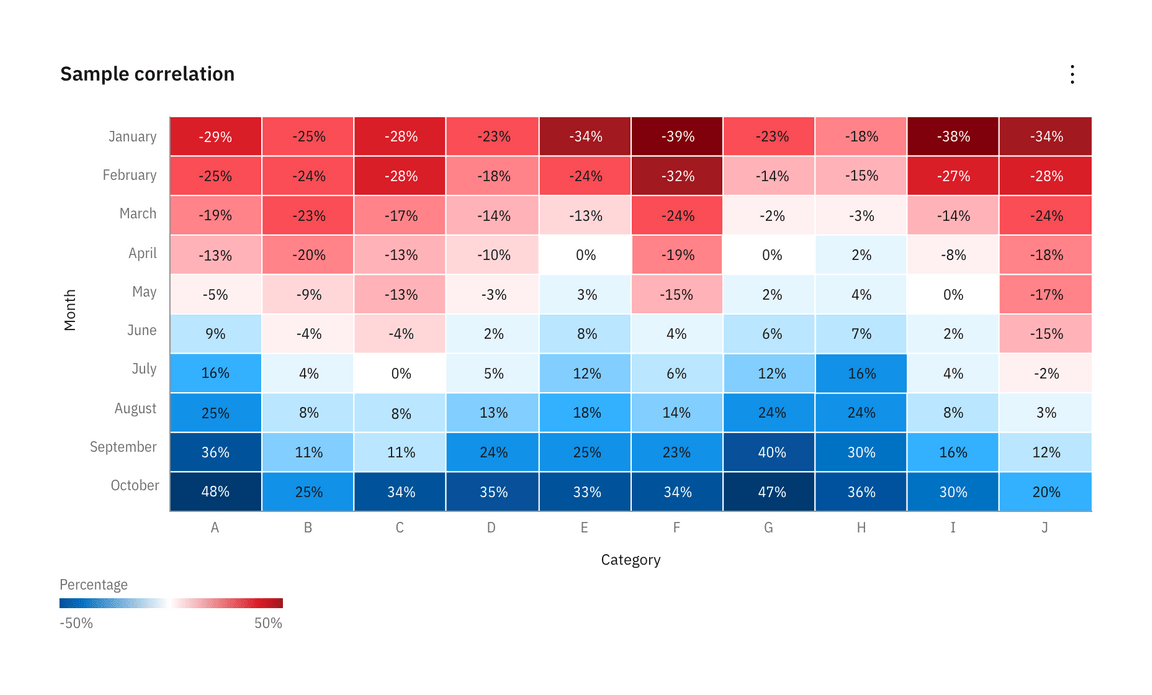 Sample correlation
January -29% -25% -28% -23% -34% -39% -23% -18% -38% -34%
February -25% -24% -28% -18% -24% -32% -14% -15% -27% -28%
March -19% -23% -17% -14% -13% -24% -2% -3% -14% -24%
April -13% -20% -13% -10% 0% -19% 0% 2% -8% -18%
May -5% -9% -13% -3% 3% -15% 2% 4% 0% -17%
June 9% -4% -4% 2% 8% 4% 6% 7% 2% -15%
July 16% 4% 0% 5% 12% 6% 12% 16% 4% -2%
August 25% 8% 8% 13% 18% 14% 24% 24% 8% 3%
September 36% 11% 11% 24% 25% 23% 40% 30% 16% 12%
October 48% 25% 34% 35% 33% 34% 47% 36% 30% 20%
Month
A B C D E F G H I J
Category
Percentage
-50% 50%